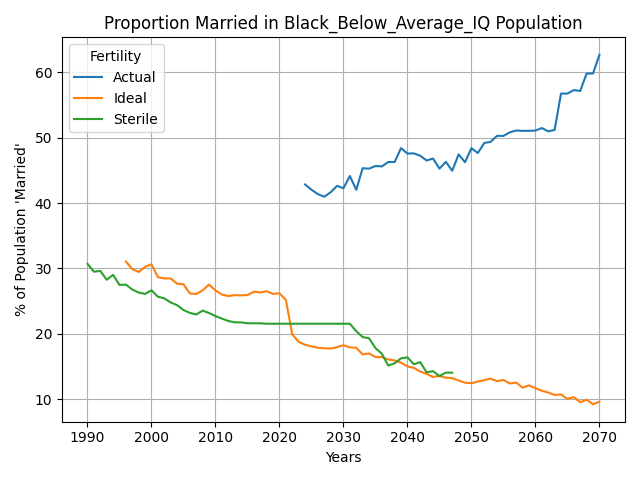 Proportion Married in Black_Below_Average_IQ Population
% of Population 'Married'
60
50
40
30
20
10
Fertility
Actual
Ideal
Sterile
1990 2000 2010 2020 2030 2040 2050 2060 2070
Years